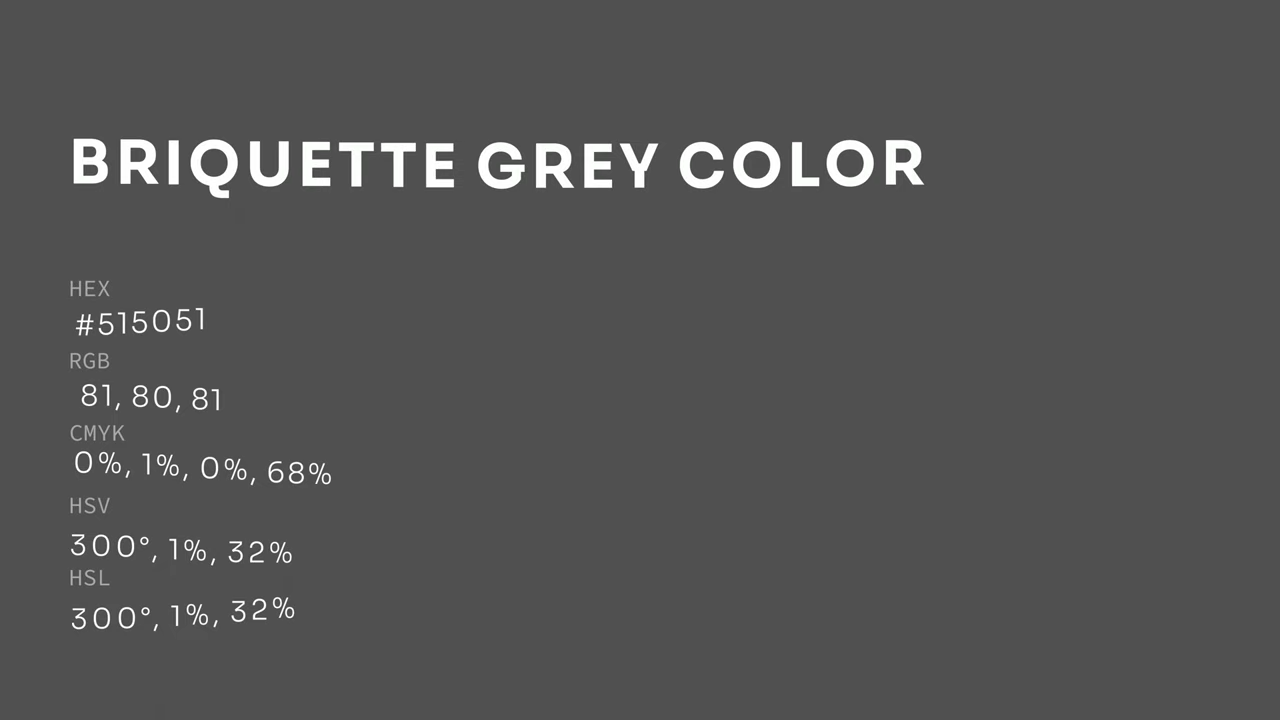 BRIQUETTE GREY COLOR
HEX
#515051
RGB
81, 80, 81
CMYK
0%, 1%, 0%, 68%
HSV
300°, 1%, 32%
HSL
300°, 1%, 32%